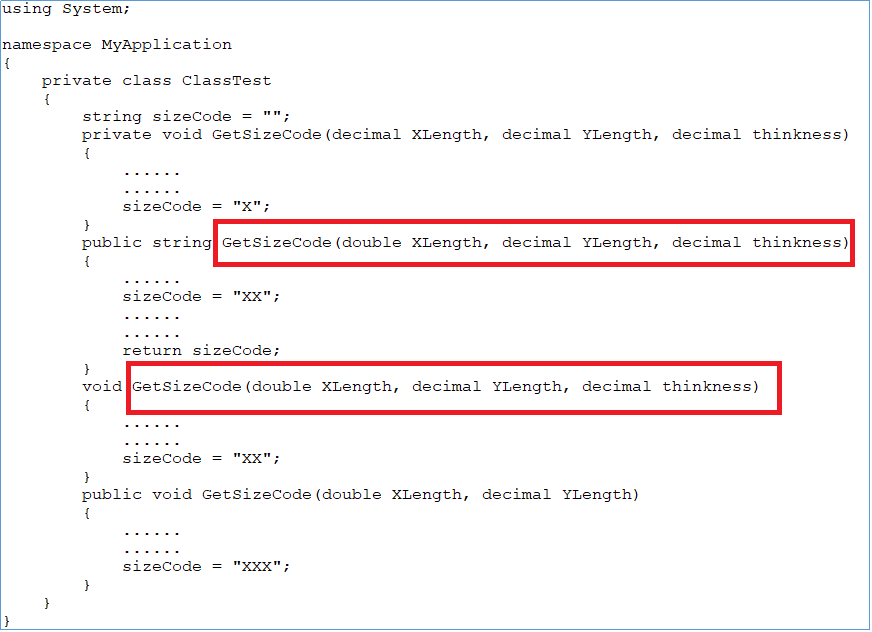 using System;
namespace MyApplication
{
private class ClassTest
{
string sizeCode = "";
private void GetSizeCode(decimal XLength, decimal YLength, decimal thinkness)
{
......
......
sizeCode = "X";
}
public string GetSizeCode(double XLength, decimal YLength, decimal thinkness)
{
......
sizeCode = "XX";
......
......
return sizeCode;
}
void GetSizeCode(double XLength, decimal YLength, decimal thinkness)
{
......
......
sizeCode = "XX";
}
public void GetSizeCode(double XLength, decimal YLength)
{
......
......
sizeCode = "XXX";
}
}
}